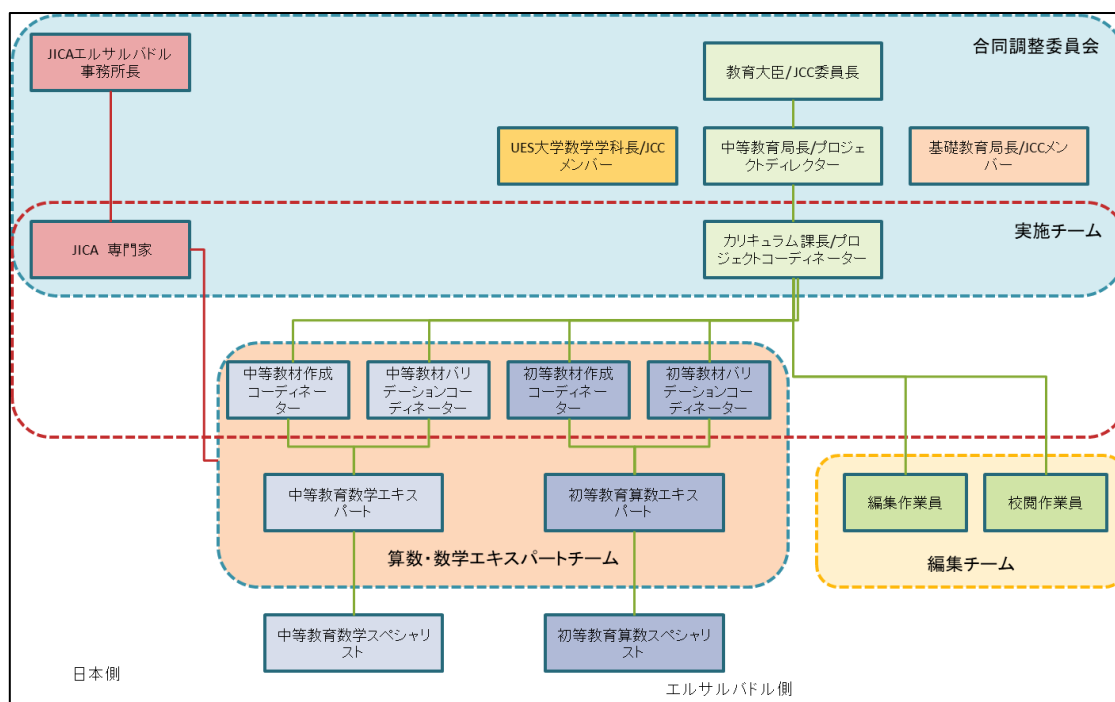 JICAエルサルバドル
事務所長
合同調整委員会
教育大臣/JCC委員長
UES大学数学学科長/JCC
メンバー
中等教育局長/プロジ
ェクトディレクター
基礎教育局長/JCCメン
バー
JICA 専門家
カリキュラム課長/プロ
ジェクトコーディネーター
実施チーム
中等教材作成
コーディネー
ター
中等教材バリ
デーションコー
ディネーター
初等教材作成
コーディネー
ター
初等教材バリ
デーションコー
ディネーター
中等教育数学エキス
パート
初等教育算数エキス
パート
編集作業員
校閲作業員
算数・数学エキスパートチーム
編集チーム
中等教育数学スペシャリ
スト
初等教育算数スペシャリ
スト
日本側
エルサルバドル側